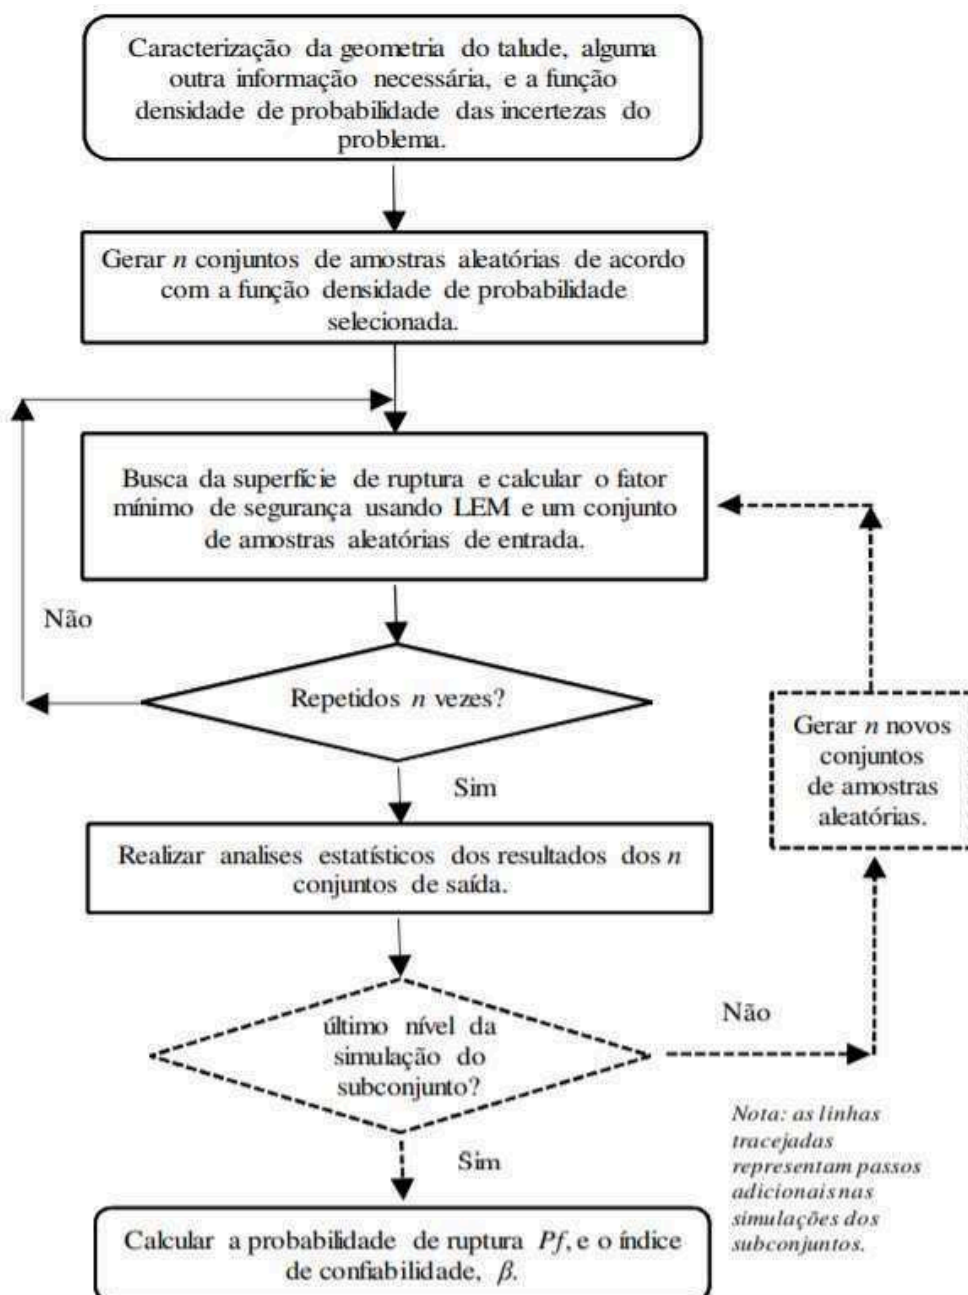 Caracterização da geometria do talude, alguma
outra informação necessária, e a função
densidade de probabilidade das incertezas do
problema.
Gerar n conjuntos de amostras aleatórias de acordo
com a função densidade de probabilidade
selecionada.
Busca da superfície de ruptura e calcular o fator
mínimo de segurança usando LEM e um conjunto
de amostras aleatórias de entrada.
Não
Repetidos n vezes?
Sim
Gerar n novos
conjuntos
de amostras
aleatórias.
Realizar analises estatísticos dos resultados dos n
conjuntos de saída.
último nível da
simulação do
subconjunto?
Não
Sim
Nota: as linhas
tracejadas
representam passos
adicionais nas
simulações dos
subconjuntos.
Calcular a probabilidade de ruptura Pf, e o índice
de confiabilidade, β.